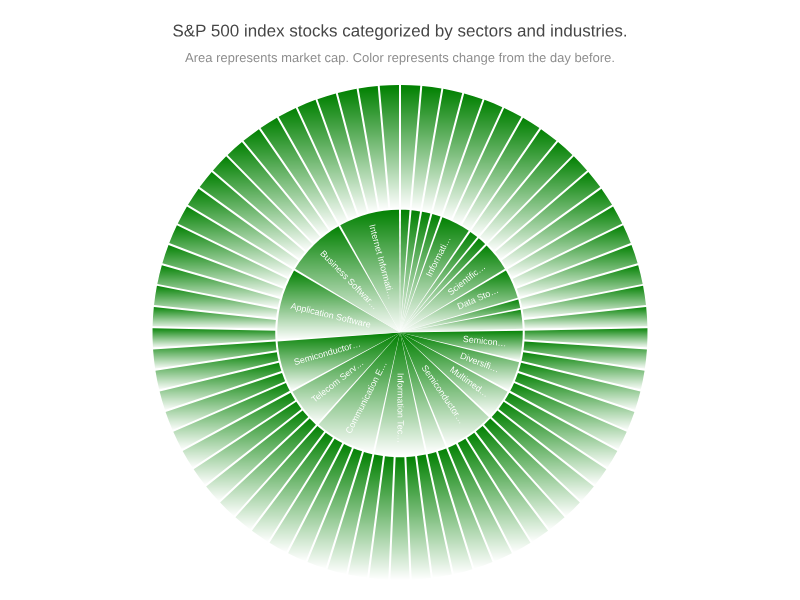 S&P 500 index stocks categorized by sectors and industries.
Area represents market cap. Color represents change from the day before.
Internet Informati...
Business Softwar...
Application Software
Semiconductor...
Telecom Serv...
Communication E...
Information Tec...
Semiconductor...
Multimed...
Diversifi...
Semicon...
Data Sto...
Scientific...
Informati...